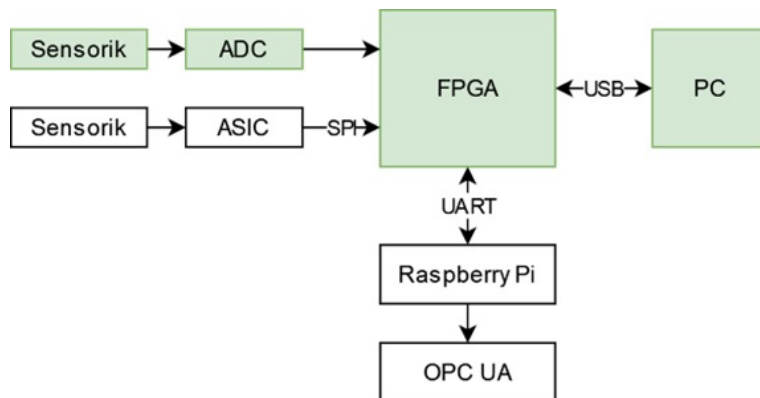 Sensorik
ADC
FPGA
USB
PC
Sensorik
ASIC
SPI
UART
Raspberry Pi
OPC UA